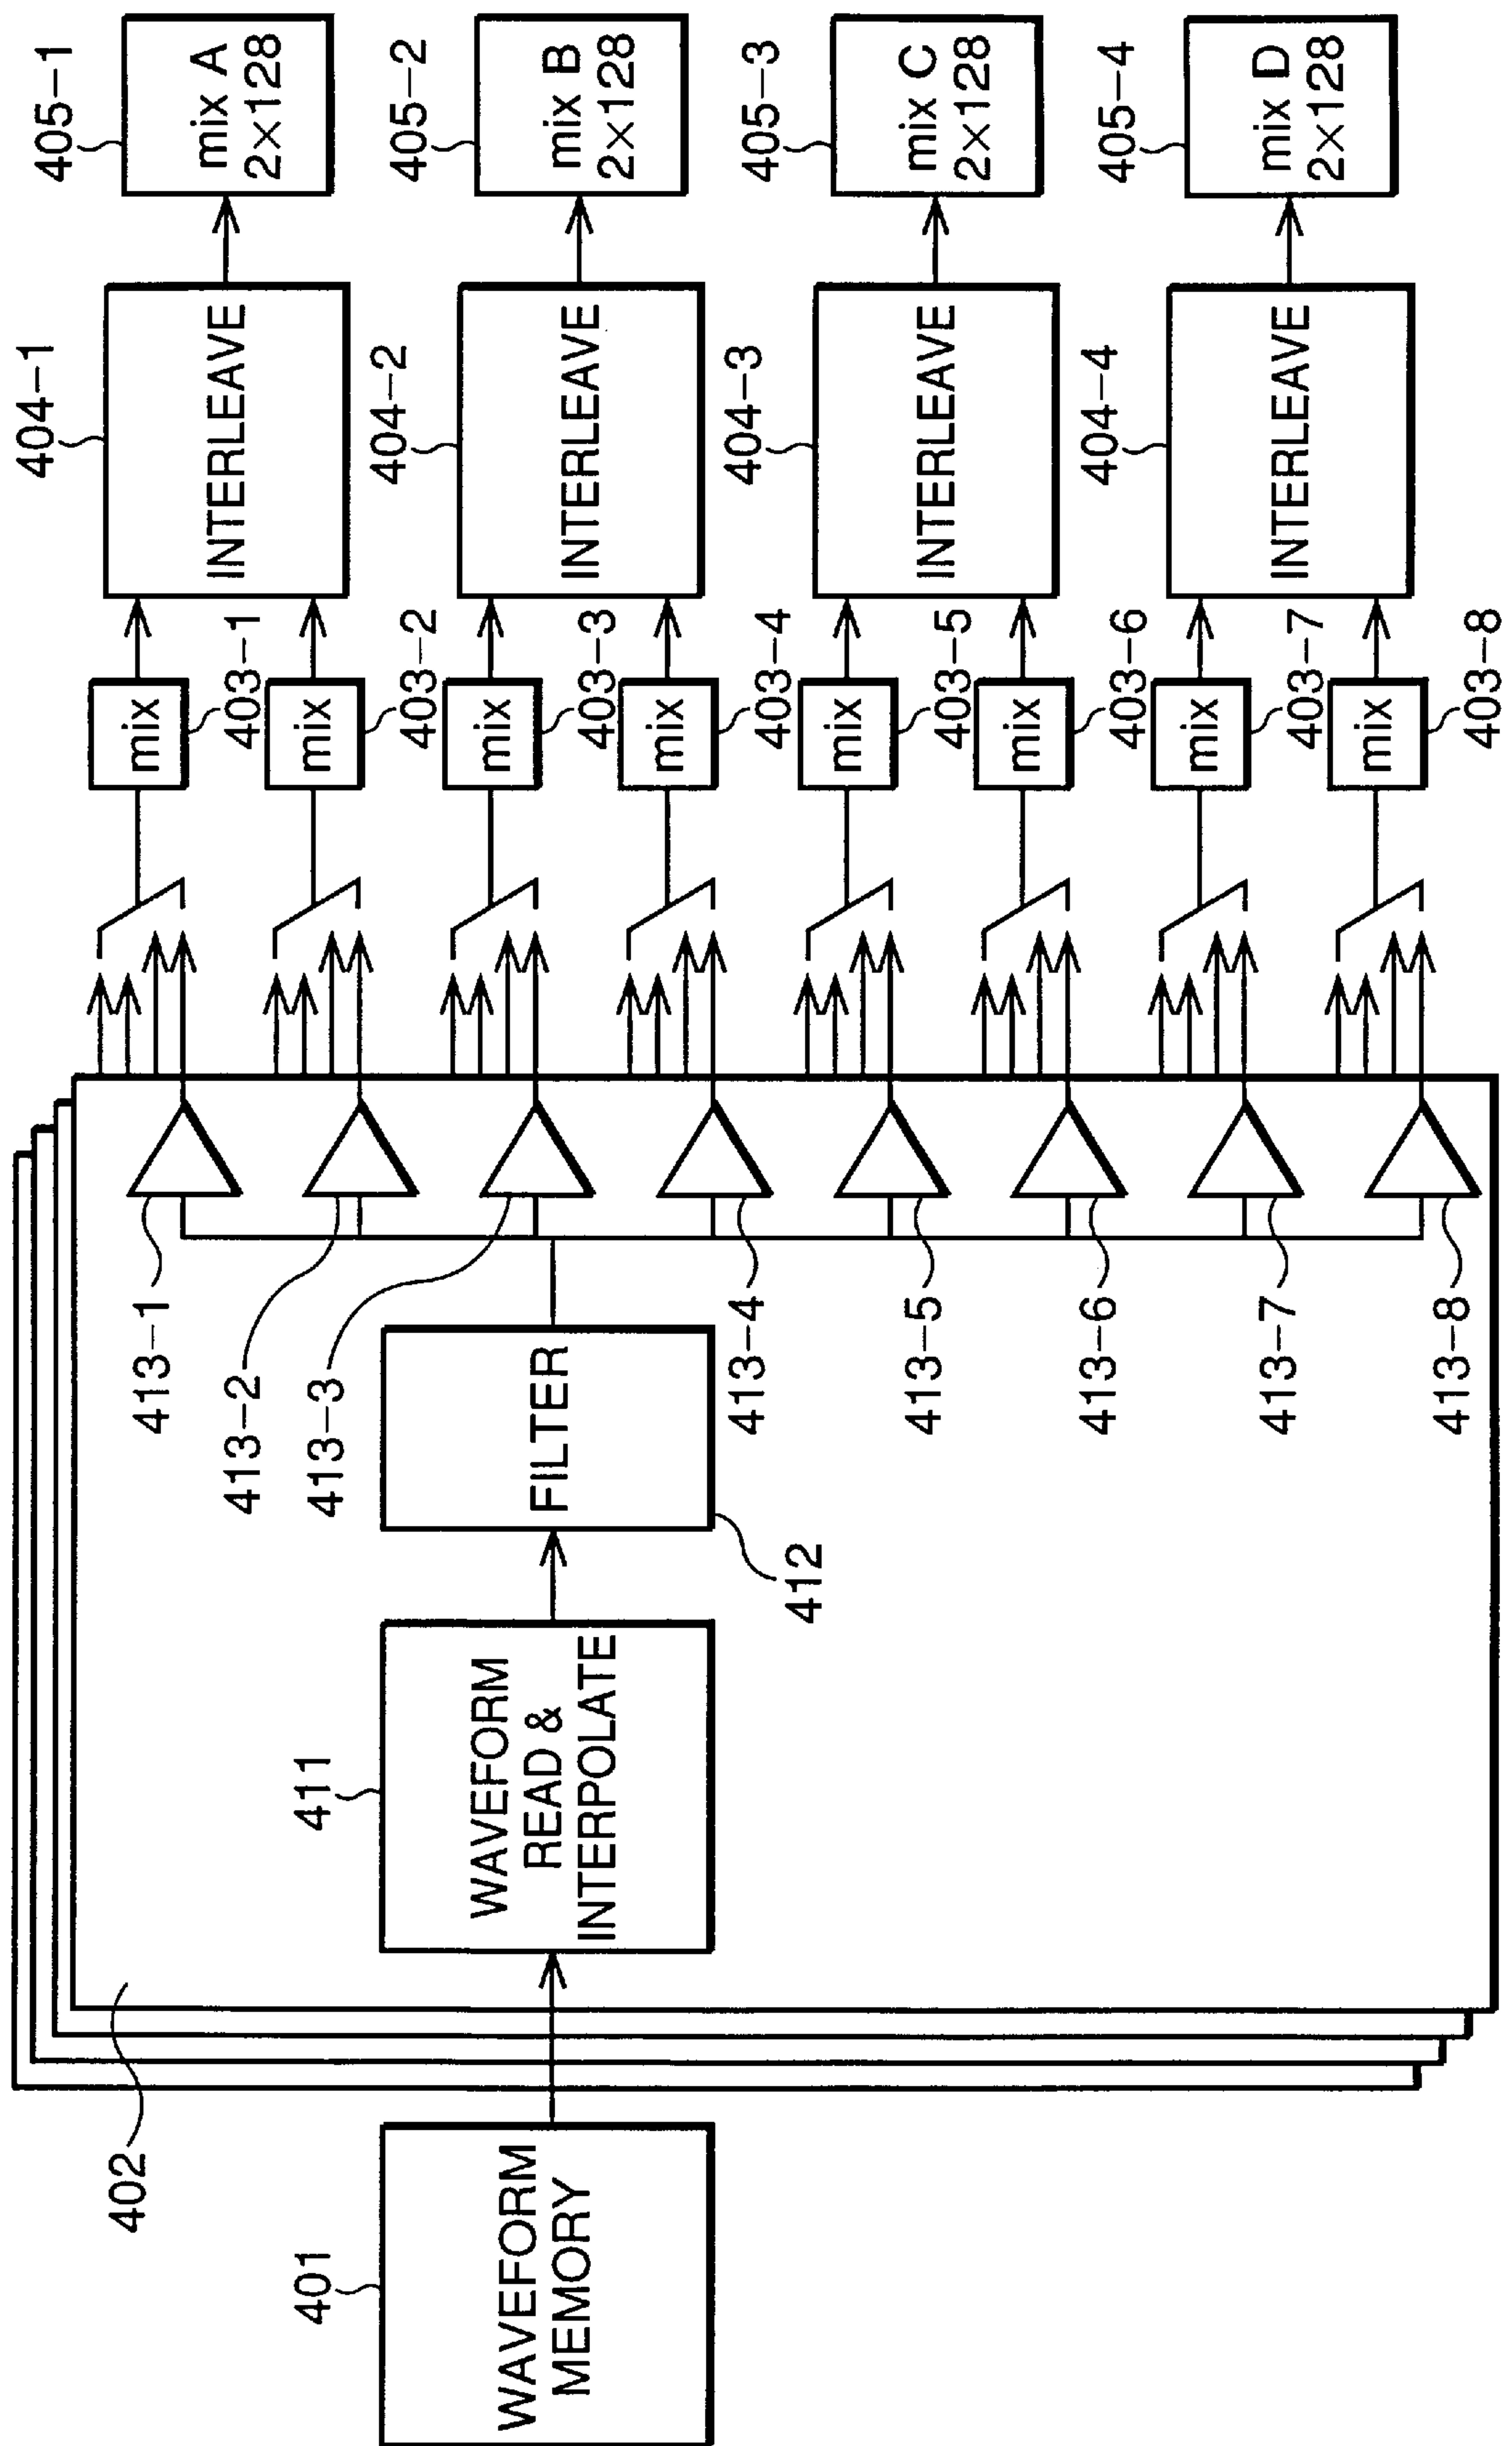 401
WAVEFORM
MEMORY
402
411
WAVEFORM
READ &
INTERPOLATE
412
FILTER
413-1
413-2
413-3
413-4
413-5
413-6
413-7
413-8
mix
403-1
mix
403-2
mix
403-3
mix
403-4
mix
403-5
mix
403-6
mix
403-7
mix
403-8
404-1
INTERLEAVE
404-2
INTERLEAVE
404-3
INTERLEAVE
404-4
INTERLEAVE
405-1
mix A
2×128
405-2
mix B
2×128
405-3
mix C
2×128
405-4
mix D
2×128